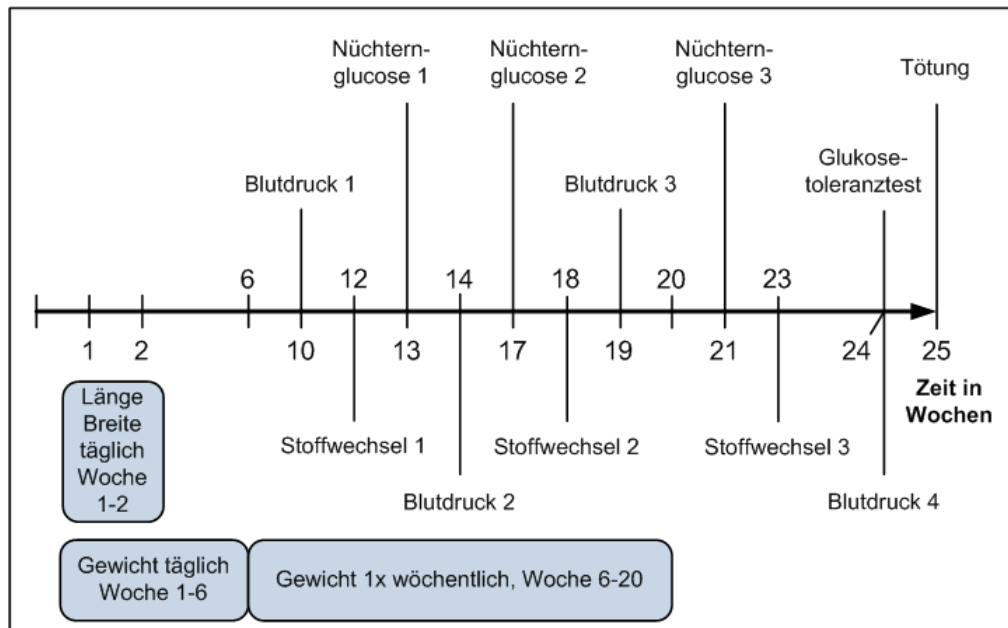 Nüchtern-
glucose 1
Nüchtern-
glucose 2
Nüchtern-
glucose 3
Tötung
Blutdruck 1
Blutdruck 3
Glukose-
toleranztest
6
12
14
18
20
23
1
2
10
13
17
19
21
24
25
Zeit in
Wochen
Länge
Breite
täglich
Woche
1-2
Stoffwechsel 1
Stoffwechsel 2
Stoffwechsel 3
Blutdruck 2
Blutdruck 4
Gewicht täglich
Woche 1-6
Gewicht 1x wöchentlich, Woche 6-20